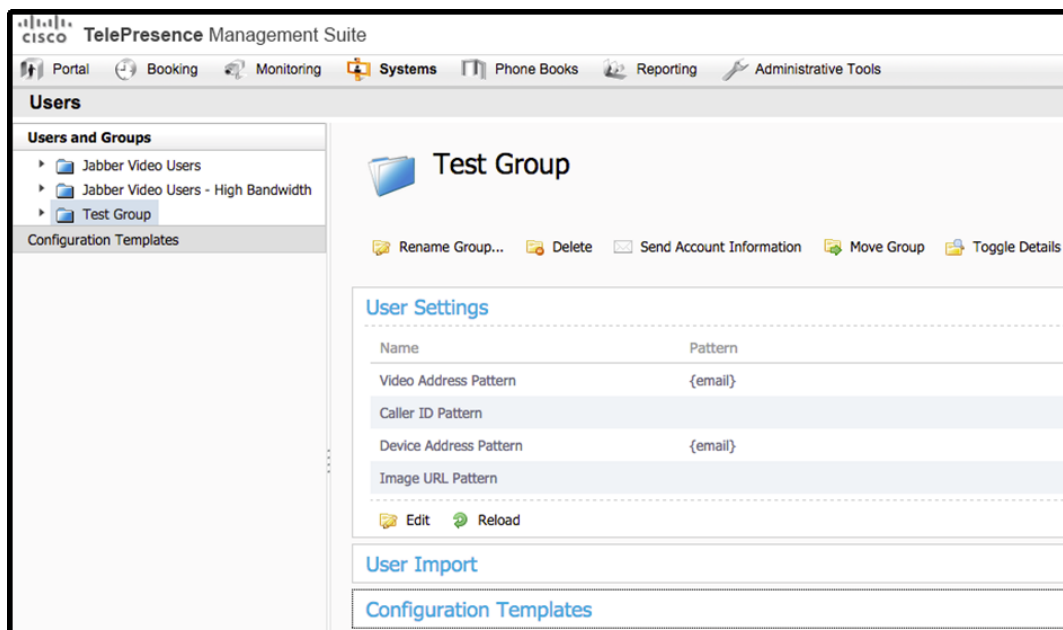 CISCO TelePresence Management Suite
Portal Booking Monitoring Systems Phone Books Reporting Administrative Tools
Users
Users and Groups
Jabber Video Users
Jabber Video Users - High Bandwidth
Test Group
Configuration Templates
Test Group
Rename Group... Delete Send Account Information Move Group Toggle Details
User Settings
Name Pattern
Video Address Pattern {email}
Caller ID Pattern
Device Address Pattern {email}
Image URL Pattern
Edit Reload
User Import
Configuration Templates